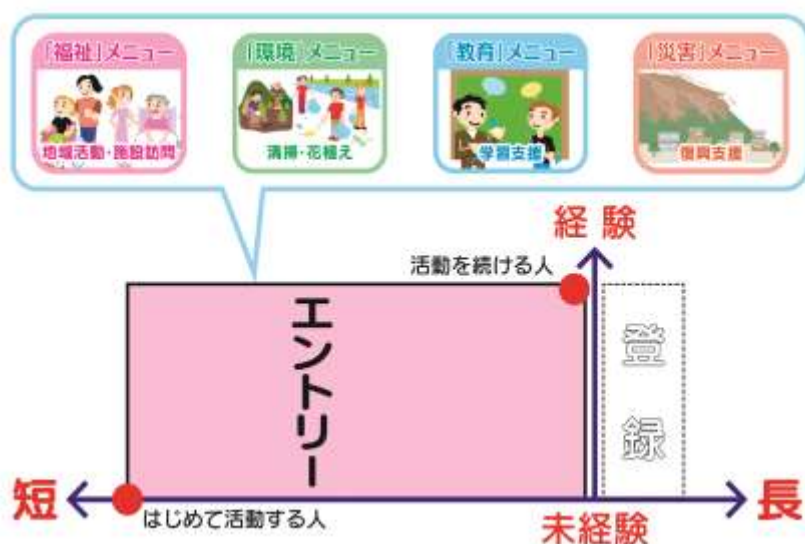 「福祉」メニュー
地域活動・施設訪問
「環境」メニュー
清掃・花植え
「教育」メニュー
学習支援
「災害」メニュー
復興支援
経験
活動を続ける人
エントリー
登録
短
はじめて活動する人
未経験
長